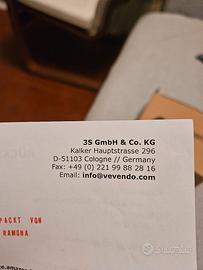 3S GmbH & Co. KG
Kalker Hauptstrasse 296
D-51103 Cologne // Germany
Fax: +49 (0) 221 99 88 28 16
Email: info@vevendo.com
PACKT VON
RAMONA